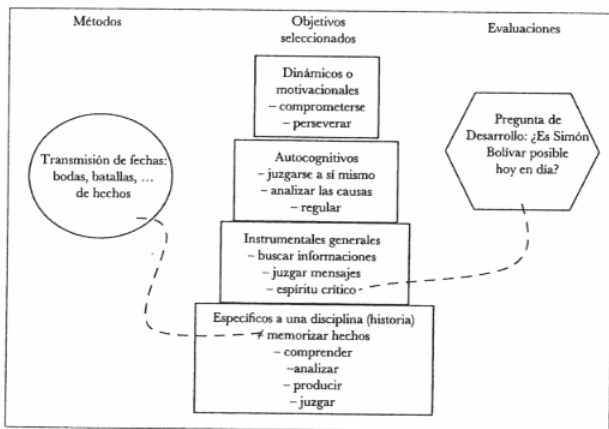 Métodos
Objetivos
seleccionados
Evaluaciones
Dinámicos o
motivacionales
– comprometerse
– perseverar
Transmisión de fechas:
bodas, batallas, ...
de hechos
Autocognitivos
– juzgarse a sí mismo
– analizar las causas
– regular
Pregunta de
Desarrollo: ¿Es Simón
Bolívar posible
hoy en día?
Instrumentales generales
– buscar informaciones
– juzgar mensajes
– espíritu crítico
Específicos a una disciplina (historia)
– memorizar hechos
– comprender
–analizar
– producir
– juzgar